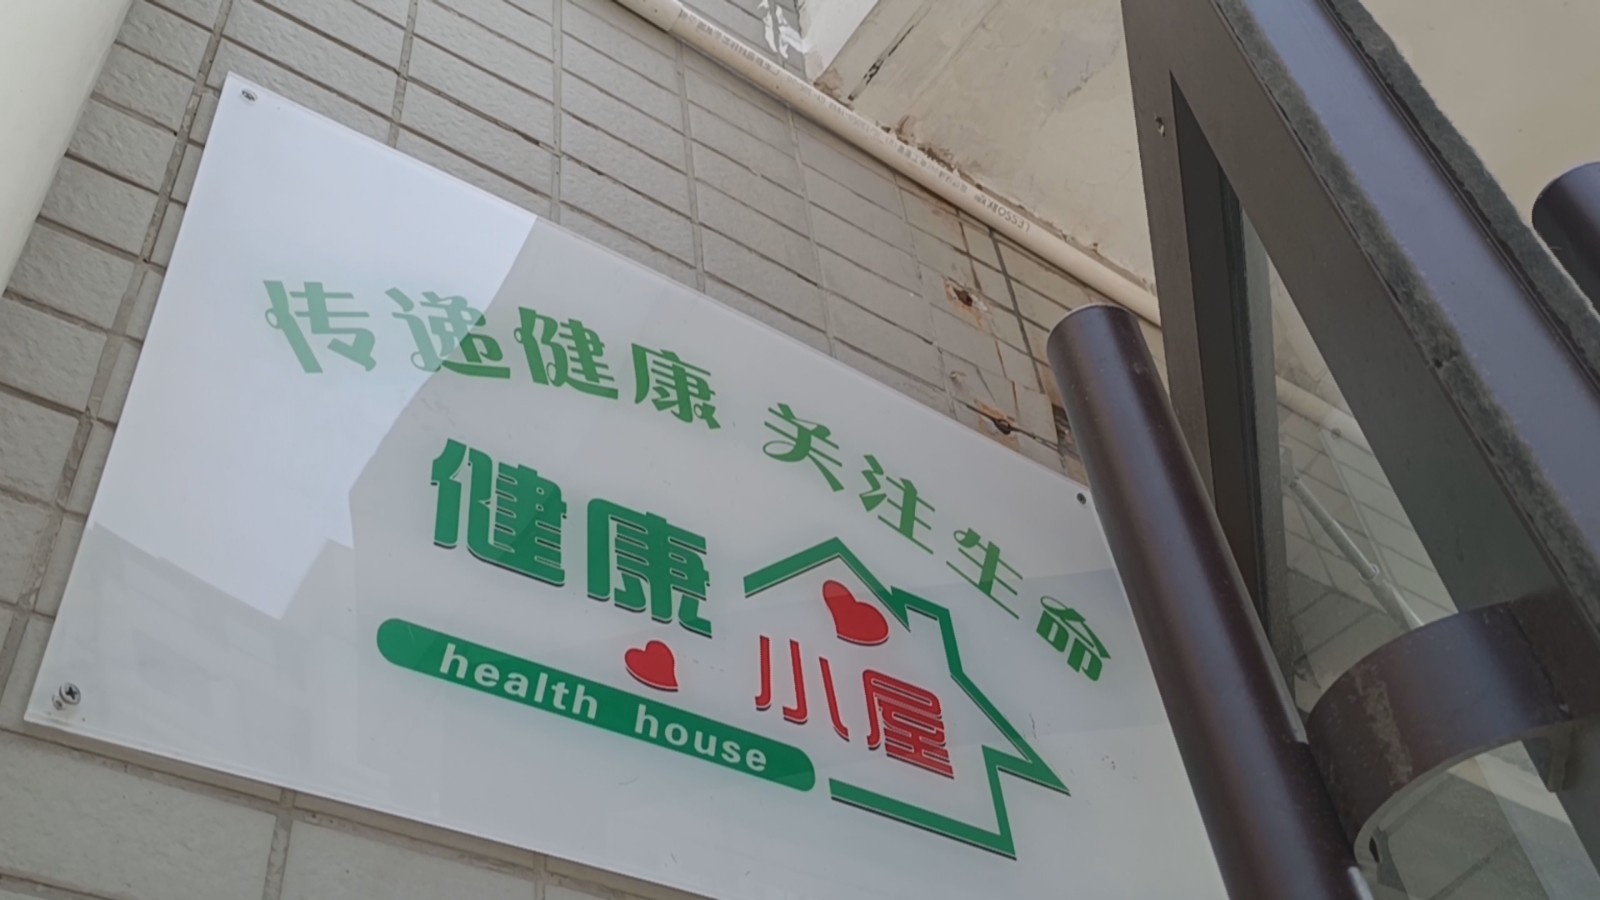 传递健康 关注生命
健康
小屋
health house